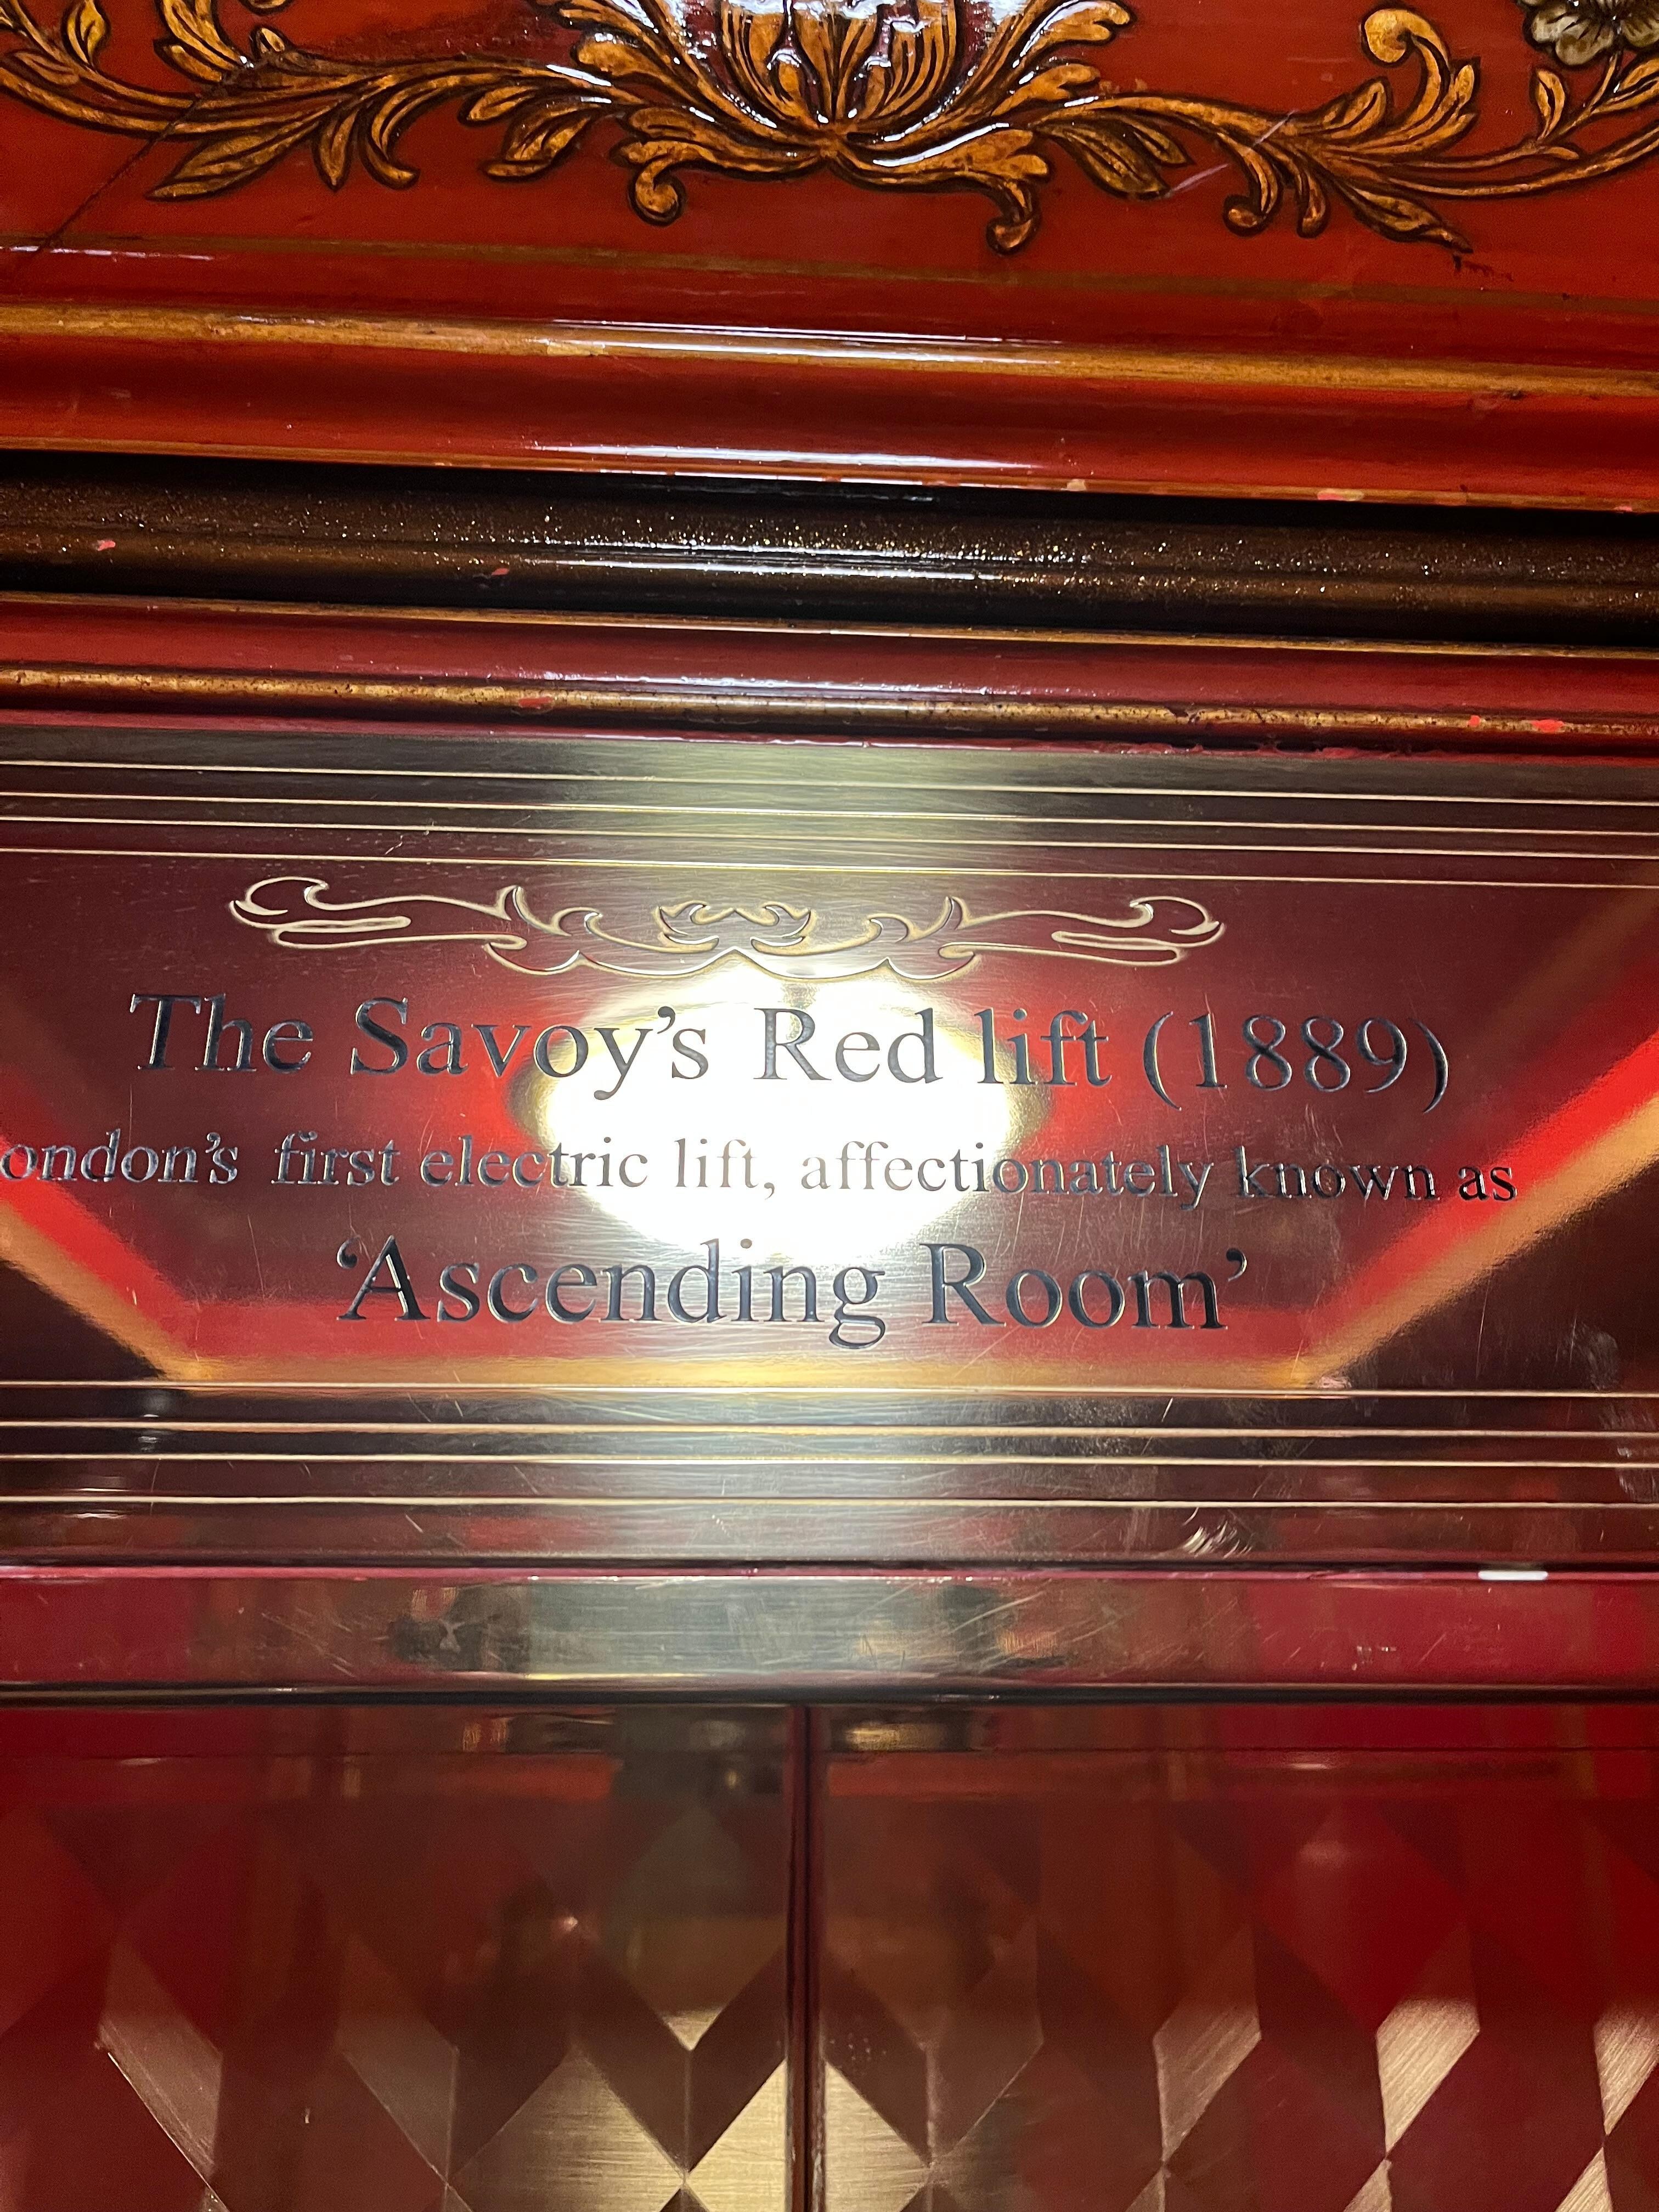 The Savoy's Red lift (1889)
ondon's first electric lift, affectionately known as
'Ascending Room'